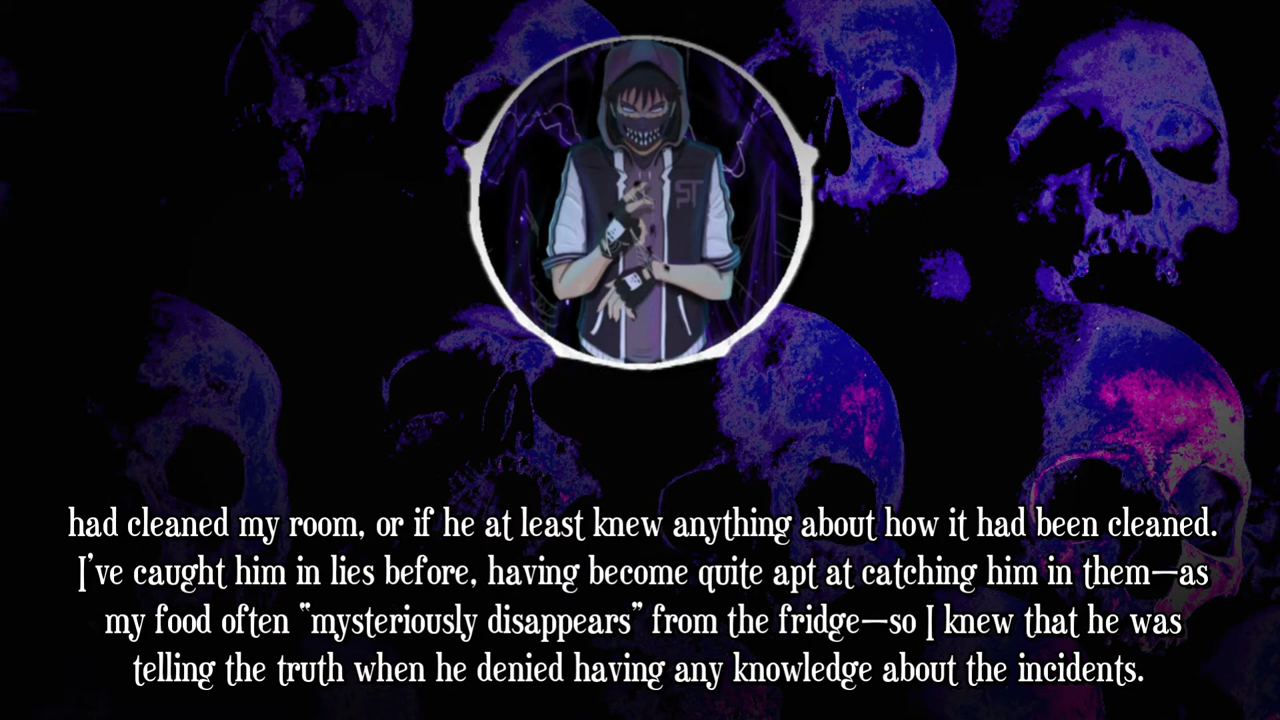 ST
had cleaned my room, or if he at least knew anything about how it had been cleaned.
I've caught him in lies before, having become quite apt at catching him in them—as
my food often "mysteriously disappears" from the fridge—so I knew that he was
telling the truth when he denied having any knowledge about the incidents.